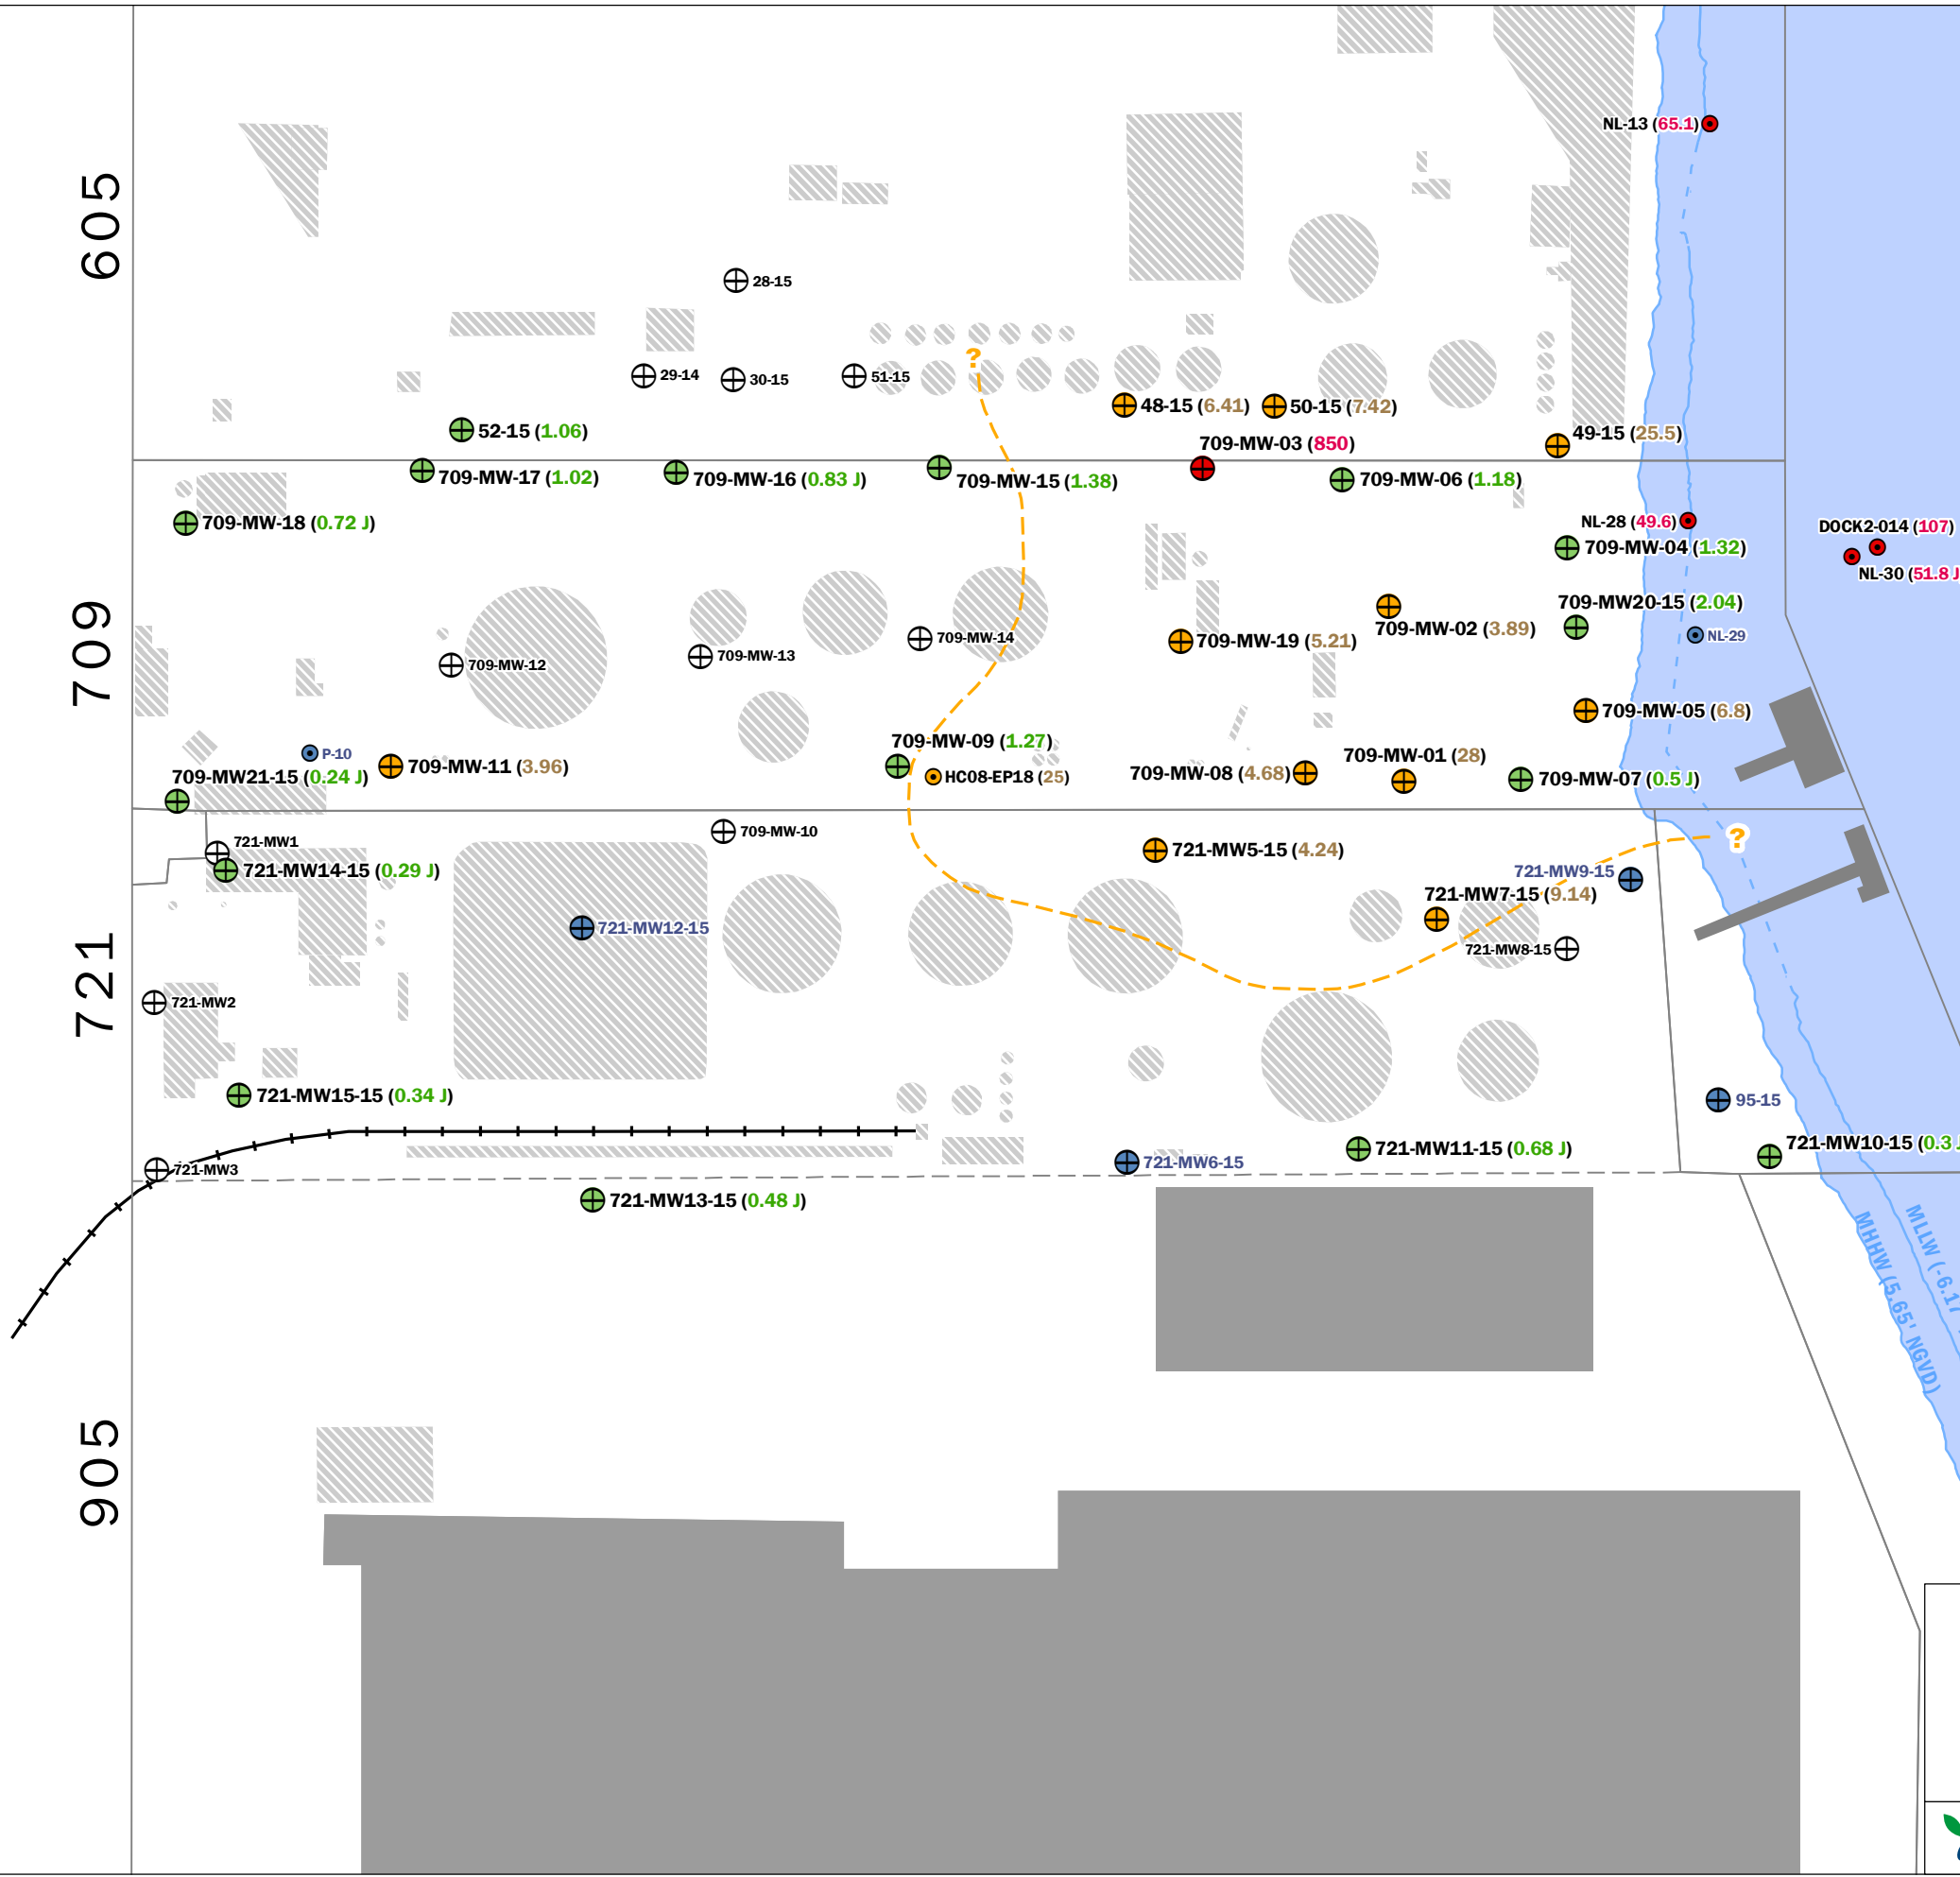 NL-13 (65.1)
605
28-15
?
29-14
30-15
51-15
48-15 (6.41)
50-15 (7.42)
52-15 (1.06)
49-15 (25.5)
709-MW-03 (850)
709-MW-17 (1.02)
709-MW-16 (0.83 J)
709-MW-15 (1.38)
709-MW-06 (1.18)
709-MW-18 (0.72 J)
NL-28 (49.6)
DOCK2-014 (107)
709-MW-04 (1.32)
NL-30 (51.8 J
709-MW20-15 (2.04)
709
709-MW-02 (3.89)
709-MW-19 (5.21)
709-MW-14
NL-29
709-MW-13
709-MW-12
709-MW-05 (6.8)
709-MW-09 (1.27)
P-10
709-MW-01 (28)
709-MW-11 (3.96)
709-MW21-15 (0.24 J)
HC08-EP18 (25)
709-MW-08 (4.68)
709-MW-07 (0.5 J)
709-MW-10
?
721-MW1
721-MW5-15 (4.24)
721-MW14-15 (0.29 J)
721-MW9-15
721-MW7-15 (9.14)
721-MW12-15
721-MW8-15
721
721-MW2
721-MW15-15 (0.34 J)
95-15
721-MW10-15 (0.3 J
721-MW11-15 (0.68 J)
721-MW6-15
721-MW3
721-MW13-15 (0.48 J)
MHHW (5.65' NGVD)
MLLW (-6.17
905